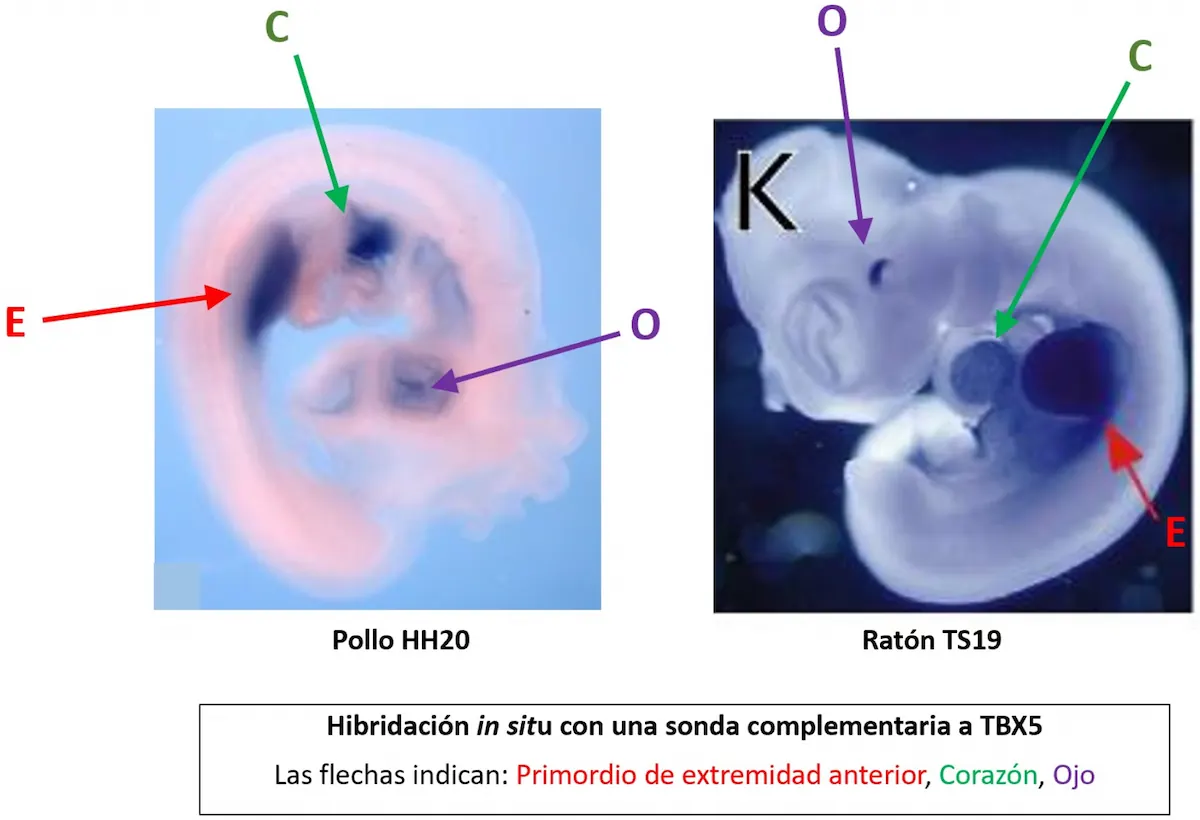 C
O
C
K
E
O
E
Pollo HH20
Ratón TS19
Hibridación in situ con una sonda complementaria a TBX5
Las flechas indican: Primordio de extremidad anterior, Corazón, Ojo